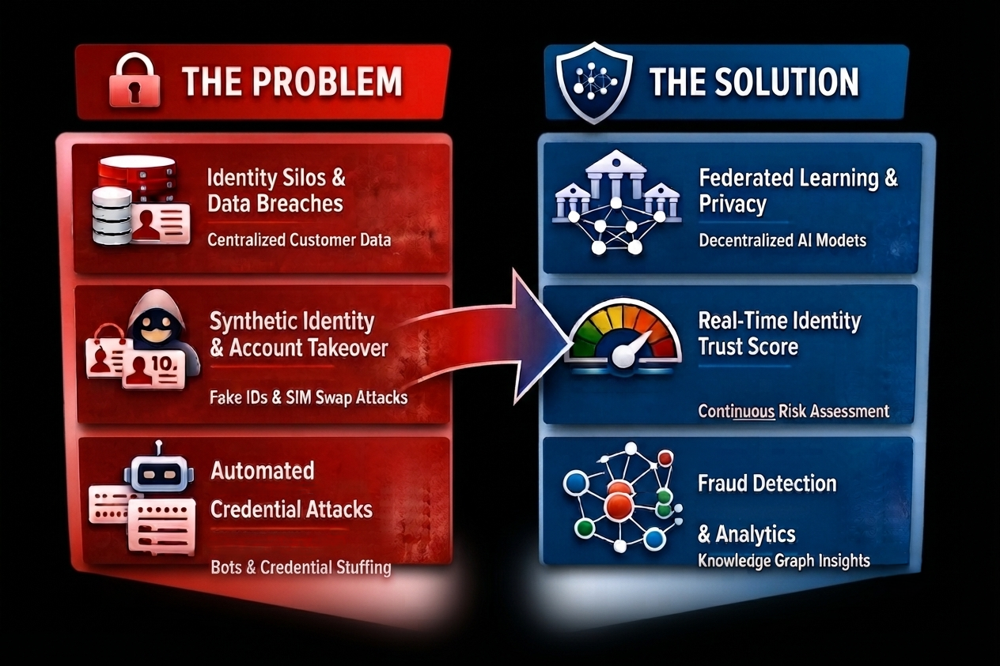 THE PROBLEM
Identity Silos &
Data Breaches
Centralized Customer Data
Synthetic Identity
& Account Takeover
10.
Fake IDs & SIM Swap Attacks
Automated
Credential Attacks
Bots & Credential Stuffing
THE SOLUTION
Federated Learning &
Privacy
Decentralized AI Models
Real-Time Identity
Trust Score
Continuous Risk Assessment
Fraud Detection
& Analytics
Knowledge Graph Insights